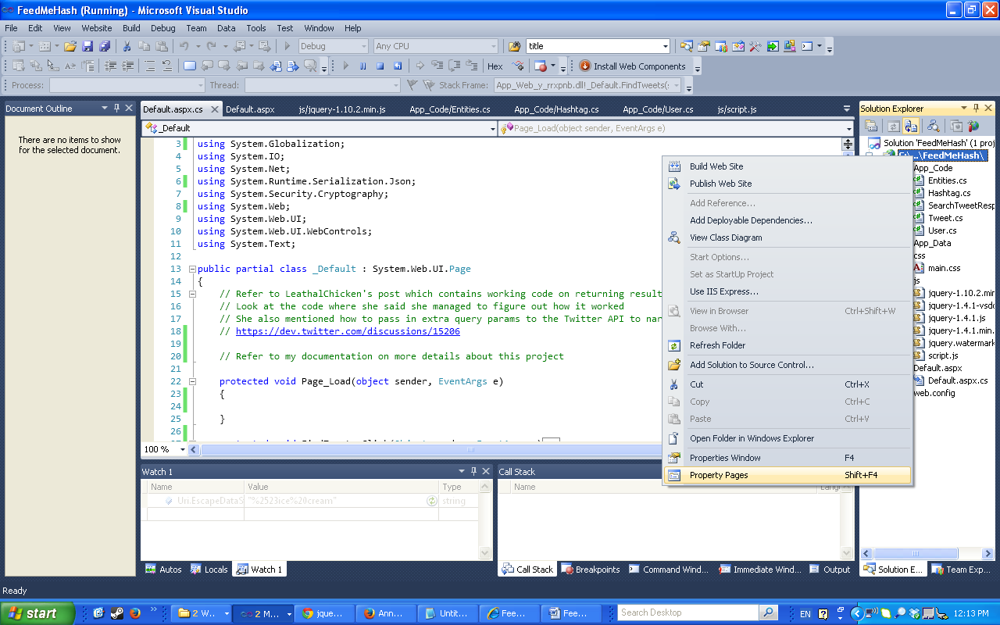 FeedMeHash (Running) - Microsoft Visual Studio
File Edit View Website Build Debug Team Data Tools Test Window Help
Debug Any CPU title
Hex Install Web Components
Process: Thread: Stack Frame: App_Web_y_rrxpnb.dll!_Default.FindTweets(
Document Outline
There are no items to show
for the selected document.
Default.aspx.cs Default.aspx js/jquery-1.10.2.min.js App_Code/Entities.cs App_Code/Hashtag.cs App_Code/User.cs js/script.js
_Default Page_Load(object sender, EventArgs e)
3 using System.Globalization;
4 using System.IO;
5 using System.Net;
6 using System.Runtime.Serialization.Json;
7 using System.Security.Cryptography;
8 using System.Web;
9 using System.Web.UI;
10 using System.Web.UI.WebControls;
11 using System.Text;
12
13 public partial class _Default : System.Web.UI.Page
14 {
15 // Refer to LeathalChicken's post which contains working code on returning result
16 // Look at the code where she said she managed to figure out how it worked
17 // She also mentioned how to pass in extra query params to the Twitter API to nar
18 // https://dev.twitter.com/discussions/15206
19
20 // Refer to my documentation on more details about this project
21
22 protected void Page_Load(object sender, EventArgs e)
23 {
24
25 }
26
100 %
Build Web Site
Publish Web Site
Add Reference...
Add Deployable Dependencies...
View Class Diagram
Start Options...
Set as StartUp Project
Use IIS Express...
View in Browser Ctrl+Shift+W
Browse With...
Refresh Folder
Add Solution to Source Control...
Cut Ctrl+X
Copy Ctrl+C
Paste Ctrl+V
Open Folder in Windows Explorer
Properties Window F4
Property Pages Shift+F4
Solution Explorer
Solution 'FeedMeHash' (1 proj
...\FeedMeHash\
App_Code
Entities.cs
Hashtag.cs
SearchTweetResp
Tweet.cs
User.cs
App_Data
css
main.css
js
jquery-1.10.2.min
jquery-1.4.1-vsdo
jquery-1.4.1.js
jquery-1.4.1.min.
jquery.watermark
script.js
Default.aspx
Default.aspx.cs
web.config
Watch 1
Name Value Type
Uri.EscapeDataS "%2523ice%20cream" string
Call Stack
Name Lang
Autos Locals Watch 1
Call Stack Breakpoints Command Wind... Immediate Wind... Output
Solution E... Team Exp...
Ready
start 2 W... 2 M... jque... Ann... Untit... Fee... Fee... Search Desktop EN 12:13 PM